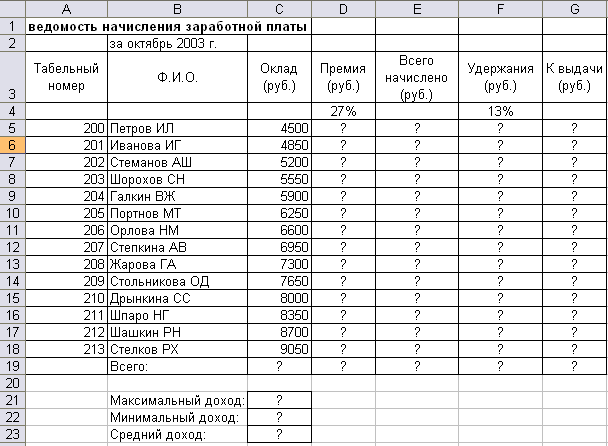 A B C D E F G
1 ведомость начисления заработной платы
2 за октябрь 2003 г.
3 Табельный номер Ф.И.О. Оклад (руб.) Премия (руб.) Всего начислено (руб.) Удержания (руб.) К выдачи (руб.)
4 27% 13%
5 200 Петров ИЛ 4500 ? ? ? ?
6 201 Иванова ИГ 4850 ? ? ? ?
7 202 Стеманов АШ 5200 ? ? ? ?
8 203 Шорохов СН 5550 ? ? ? ?
9 204 Галкин ВЖ 5900 ? ? ? ?
10 205 Портнов МТ 6250 ? ? ? ?
11 206 Орлова НМ 6600 ? ? ? ?
12 207 Степкина АВ 6950 ? ? ? ?
13 208 Жарова ГА 7300 ? ? ? ?
14 209 Стольникова ОД 7650 ? ? ? ?
15 210 Дрынкина СС 8000 ? ? ? ?
16 211 Шпаро НГ 8350 ? ? ? ?
17 212 Шашкин РН 8700 ? ? ? ?
18 213 Стелков РХ 9050 ? ? ? ?
19 Всего: ? ? ? ? ?
20
21 Максимальный доход: ?
22 Минимальный доход: ?
23 Средний доход: ?